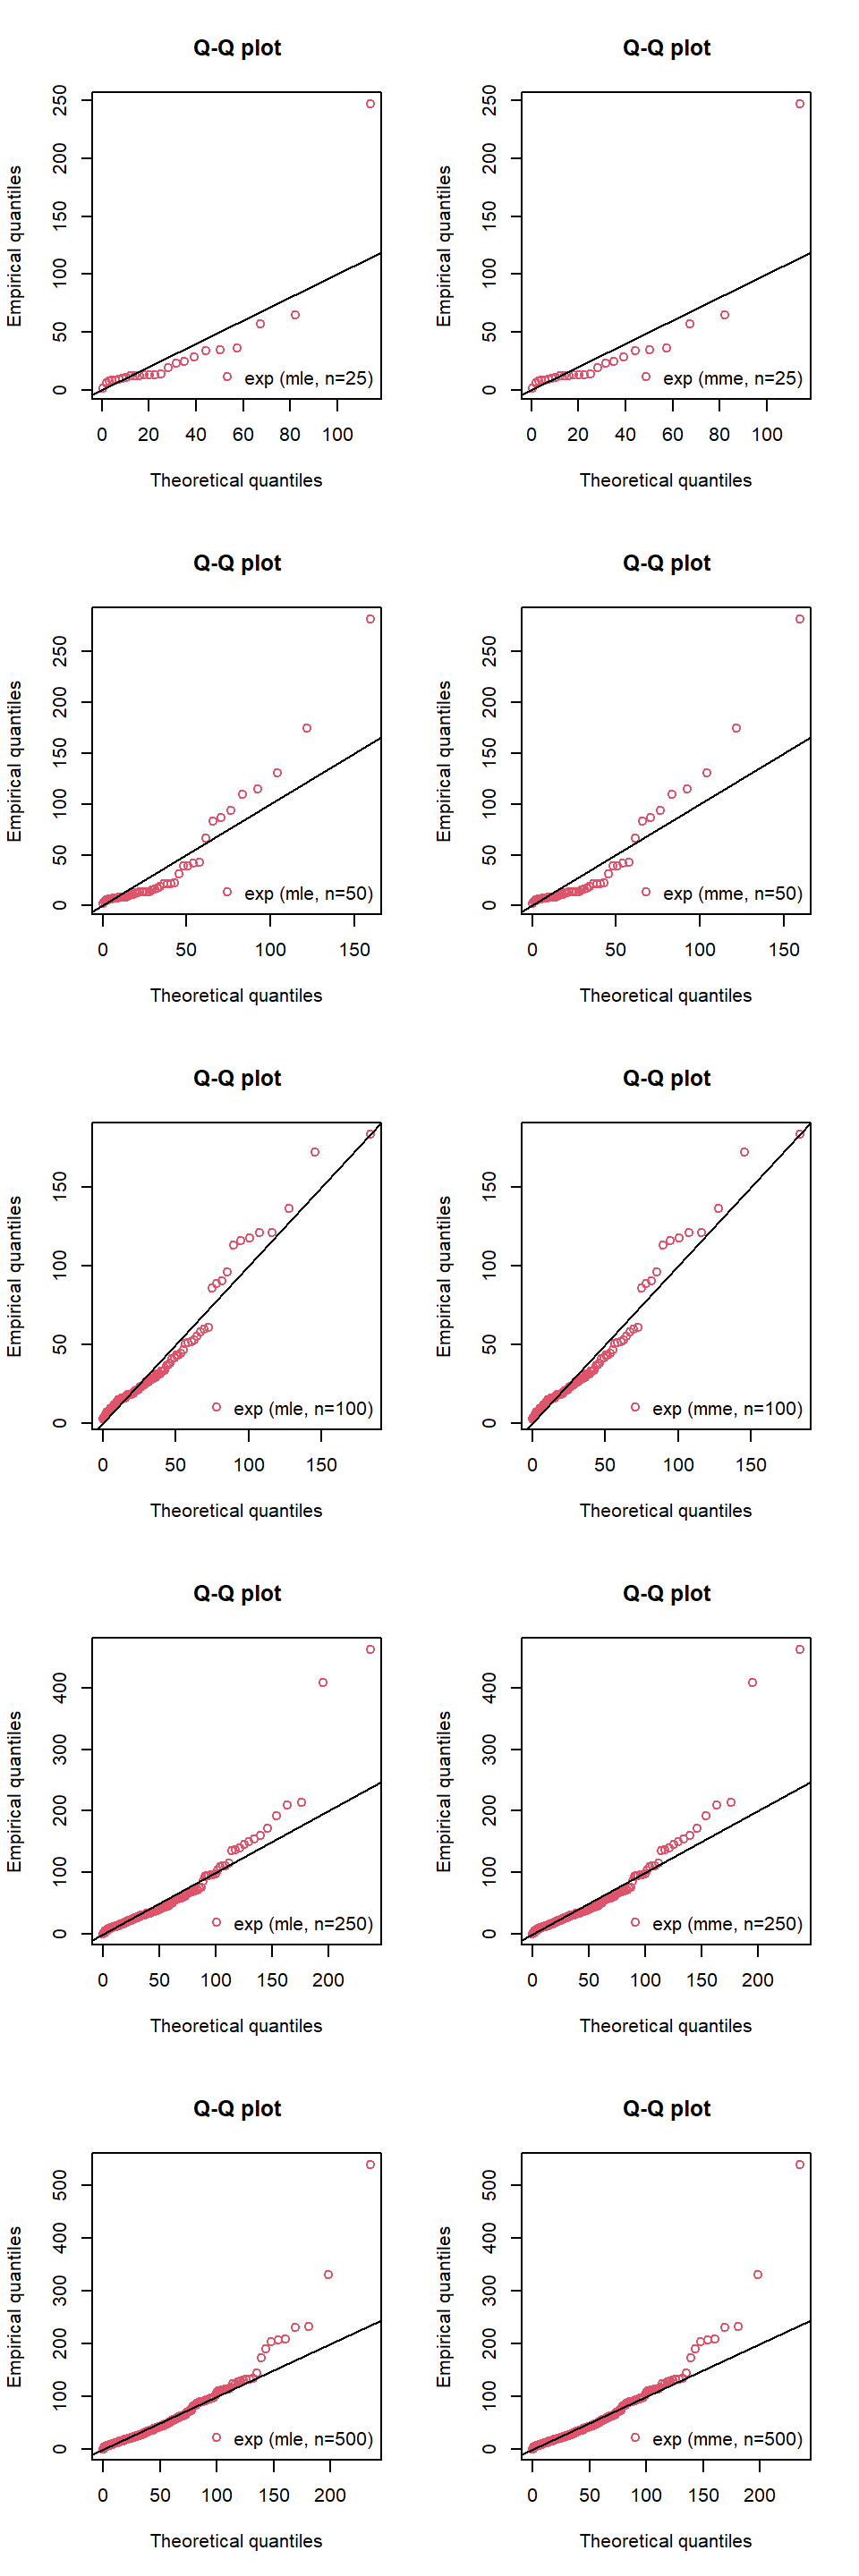 Q-Q plot
Empirical quantiles
250
200
150
100
50
0
exp (mle, n=25)
0 20 40 60 80 100
Theoretical quantiles
Q-Q plot
Empirical quantiles
250
200
150
100
50
0
exp (mme, n=25)
0 20 40 60 80 100
Theoretical quantiles
Q-Q plot
Empirical quantiles
250
200
150
100
50
0
exp (mle, n=50)
0 50 100 150
Theoretical quantiles
Q-Q plot
Empirical quantiles
250
200
150
100
50
0
exp (mme, n=50)
0 50 100 150
Theoretical quantiles
Q-Q plot
Empirical quantiles
150
100
50
0
exp (mle, n=100)
0 50 100 150
Theoretical quantiles
Q-Q plot
Empirical quantiles
150
100
50
0
exp (mme, n=100)
0 50 100 150
Theoretical quantiles
Q-Q plot
Empirical quantiles
400
300
200
100
0
exp (mle, n=250)
0 50 100 150 200
Theoretical quantiles
Q-Q plot
Empirical quantiles
400
300
200
100
0
exp (mme, n=250)
0 50 100 150 200
Theoretical quantiles
Q-Q plot
Empirical quantiles
500
400
300
200
100
0
exp (mle, n=500)
0 50 100 150 200
Theoretical quantiles
Q-Q plot
Empirical quantiles
500
400
300
200
100
0
exp (mme, n=500)
0 50 100 150 200
Theoretical quantiles